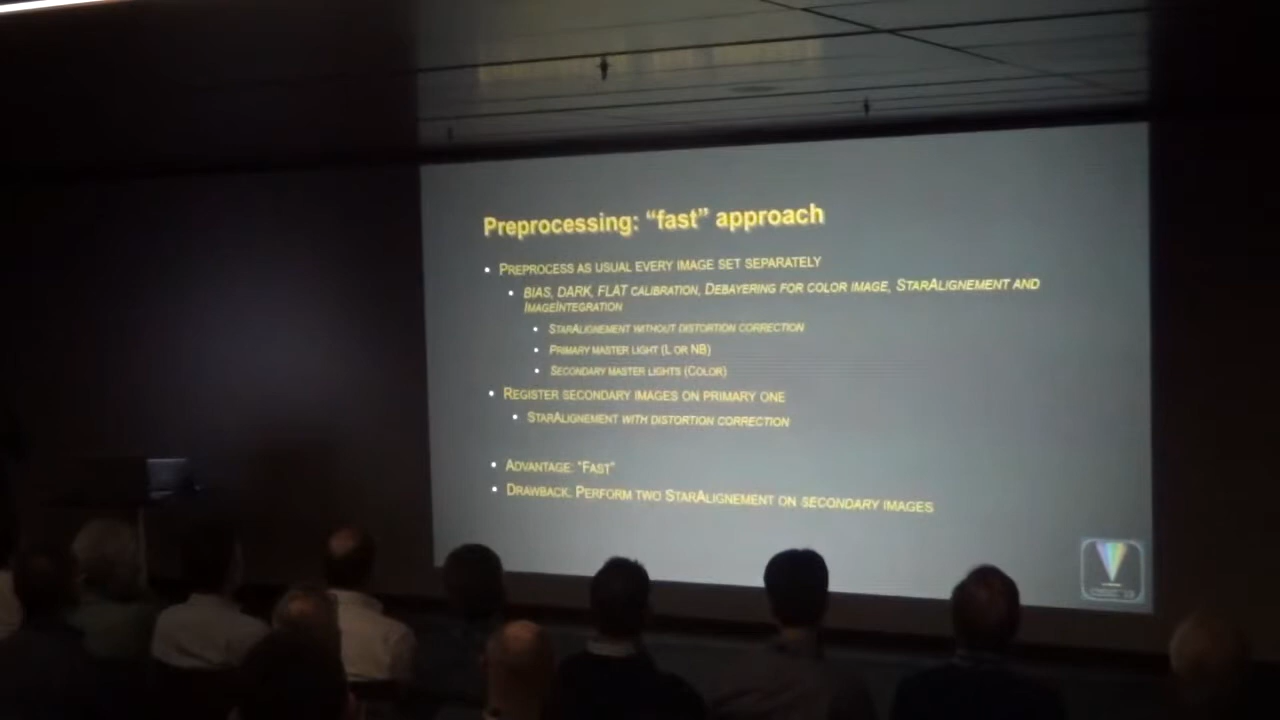 Preprocessing: “fast” approach
• Preprocess as usual every image set separately
• BIAS, DARK, FLAT calibration, Debayering for color image, StarAlignement and
ImageIntegration
• StarAlignement without distortion correction
• Primary master light (L or NB)
• Secondary master lights (Color)
• Register secondary images on primary one
• StarAlignement with distortion correction
• Advantage: "Fast"
• Drawback: Perform two StarAlignement on secondary images